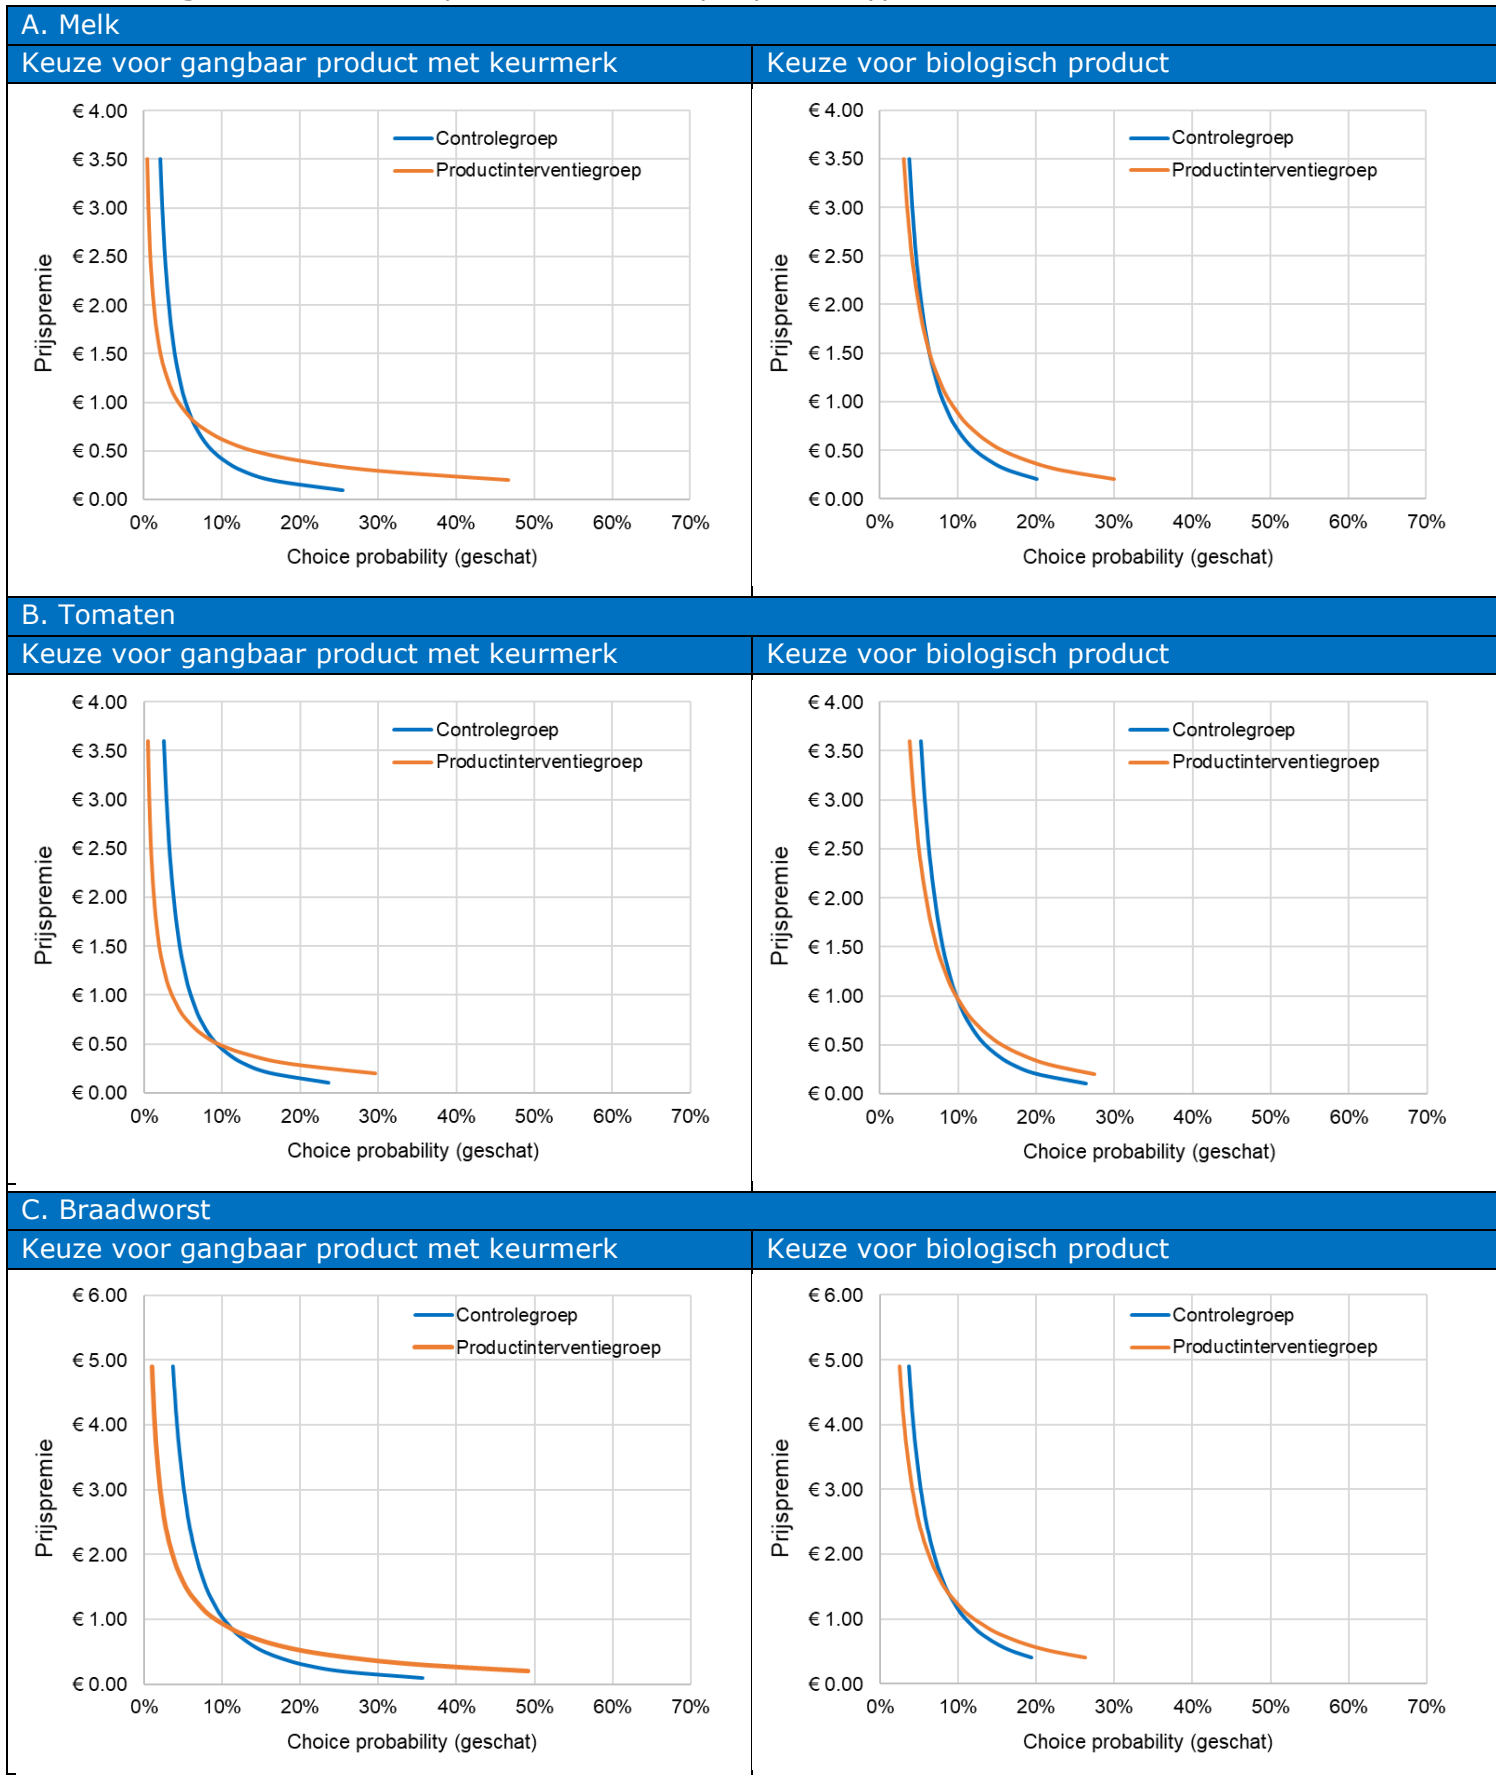 A. Melk
Keuze voor gangbaar product met keurmerk
Keuze voor biologisch product
€ 4.00
€ 3.50
€ 3.00
€ 2.50
€ 2.00
€ 1.50
€ 1.00
€ 0.50
€ 0.00
Prijspremie
Controlegroep
Productinterventiegroep
0% 10% 20% 30% 40% 50% 60% 70%
Choice probability (geschat)
€ 4.00
€ 3.50
€ 3.00
€ 2.50
€ 2.00
€ 1.50
€ 1.00
€ 0.50
€ 0.00
Prijspremie
Controlegroep
Productinterventiegroep
0% 10% 20% 30% 40% 50% 60% 70%
Choice probability (geschat)
B. Tomaten
Keuze voor gangbaar product met keurmerk
Keuze voor biologisch product
€ 4.00
€ 3.50
€ 3.00
€ 2.50
€ 2.00
€ 1.50
€ 1.00
€ 0.50
€ 0.00
Prijspremie
Controlegroep
Productinterventiegroep
0% 10% 20% 30% 40% 50% 60% 70%
Choice probability (geschat)
€ 4.00
€ 3.50
€ 3.00
€ 2.50
€ 2.00
€ 1.50
€ 1.00
€ 0.50
€ 0.00
Prijspremie
Controlegroep
Productinterventiegroep
0% 10% 20% 30% 40% 50% 60% 70%
Choice probability (geschat)
C. Braadworst
Keuze voor gangbaar product met keurmerk
Keuze voor biologisch product
€ 6.00
€ 5.00
€ 4.00
€ 3.00
€ 2.00
€ 1.00
€ 0.00
Prijspremie
Controlegroep
Productinterventiegroep
0% 10% 20% 30% 40% 50% 60% 70%
Choice probability (geschat)
€ 6.00
€ 5.00
€ 4.00
€ 3.00
€ 2.00
€ 1.00
€ 0.00
Prijspremie
Controlegroep
Productinterventiegroep
0% 10% 20% 30% 40% 50% 60% 70%
Choice probability (geschat)